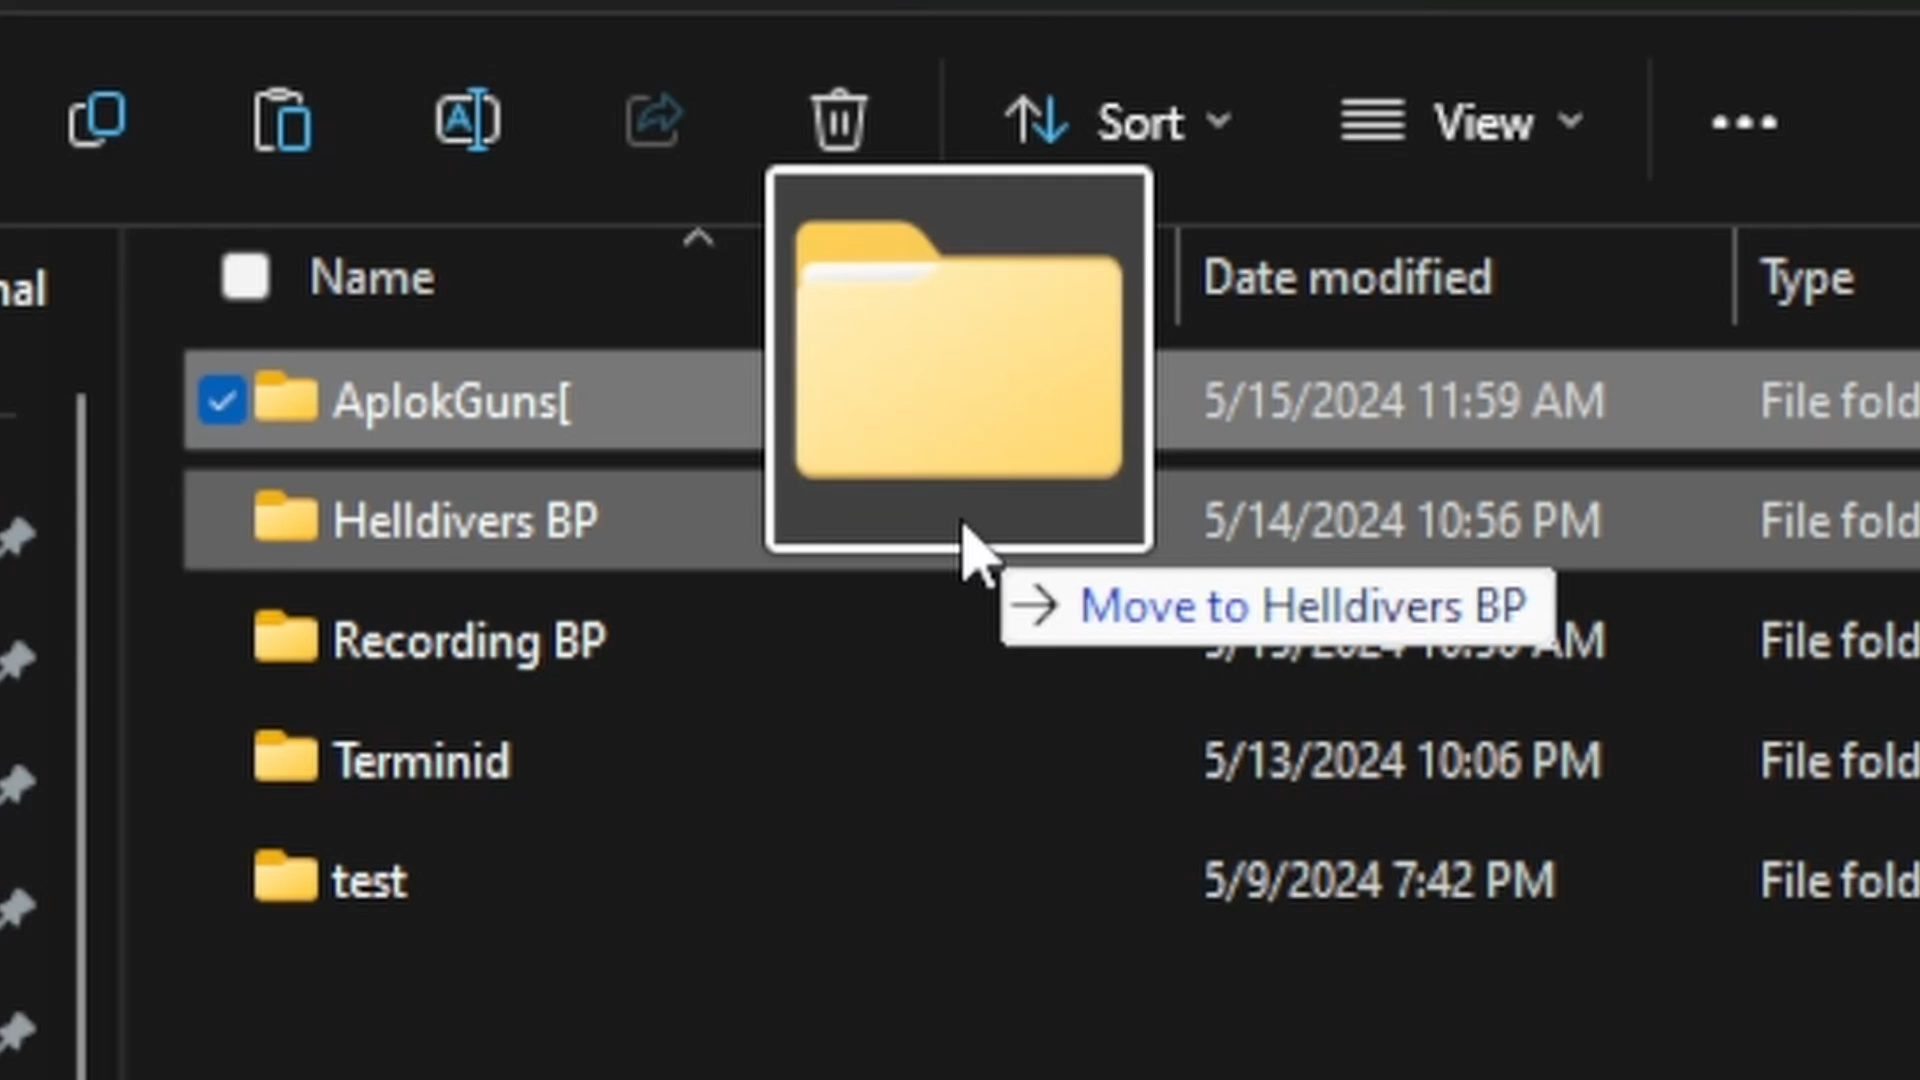 Sort
View
nal
Name
Date modified
Type
AplokGuns[
5/15/2024 11:59 AM
File fold
Helldivers BP
5/14/2024 10:56 PM
File fold
Move to Helldivers BP
Recording BP
AM
File fold
Terminid
5/13/2024 10:06 PM
File fold
test
5/9/2024 7:42 PM
File fold